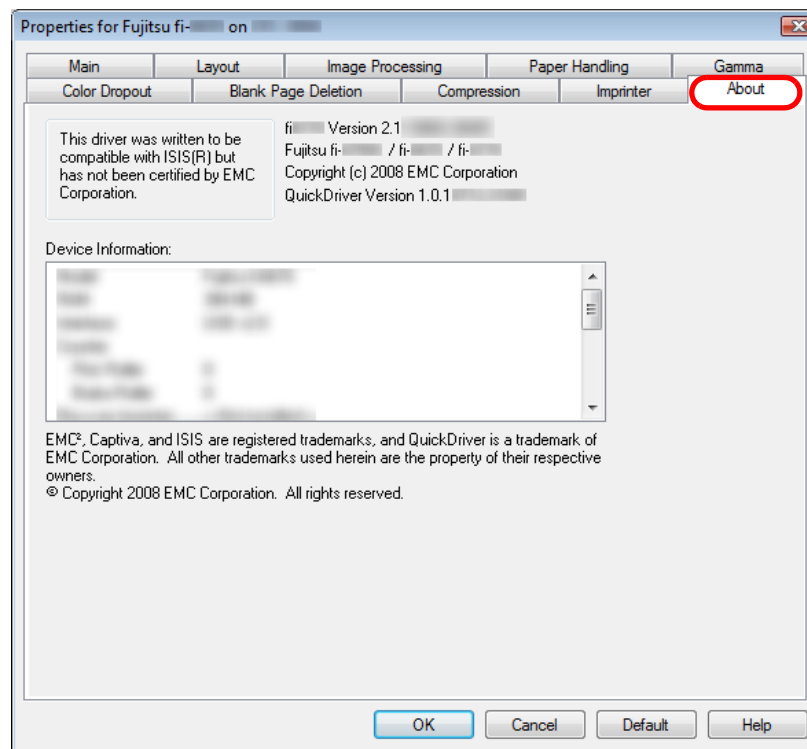 Properties for Fujitsu fi- on
Main Layout Image Processing Paper Handling Gamma
Color Dropout Blank Page Deletion Compression Imprinter About
This driver was written to be
compatible with ISIS(R) but
has not been certified by EMC
Corporation.
fi Version 2.1
Fujitsu fi- / fi- / fi-
Copyright (c) 2008 EMC Corporation
QuickDriver Version 1.0.1
Device Information:
EMC², Captiva, and ISIS are registered trademarks, and QuickDriver is a trademark of
EMC Corporation. All other trademarks used herein are the property of their respective
owners.
© Copyright 2008 EMC Corporation. All rights reserved.
OK Cancel Default Help